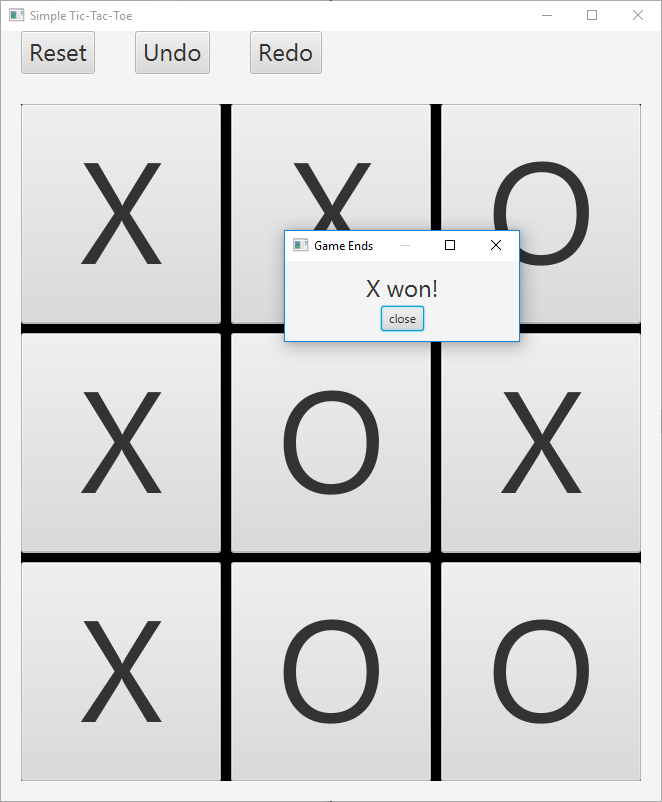 Simple Tic-Tac-Toe
Reset Undo Redo
X X O
Game Ends
X won!
close
X O X
X O O